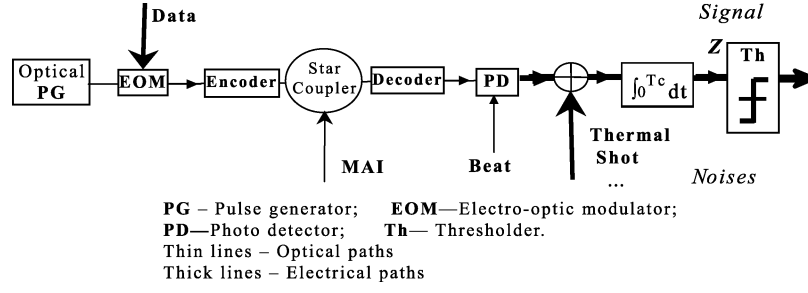 Data
Signal
Optical
PG
EOM
Encoder
Star
Coupler
Decoder
PD
∫₀ᵀᶜ dt
Z
Th
MAI
Beat
Thermal
Shot
...
Noises
PG – Pulse generator; EOM—Electro-optic modulator;
PD—Photo detector; Th— Thresholder.
Thin lines – Optical paths
Thick lines – Electrical paths